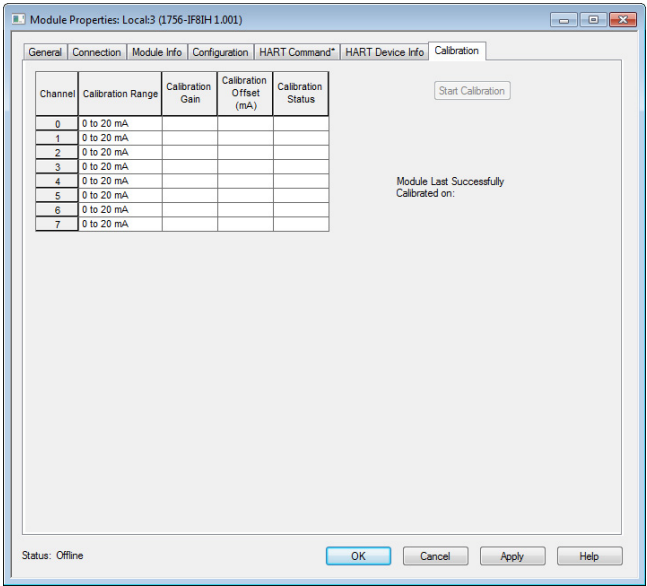 Module Properties: Local:3 (1756-IF8IH 1.001)
General Connection Module Info Configuration HART Command* HART Device Info Calibration
Channel Calibration Range Calibration Gain Calibration Offset (mA) Calibration Status
Start Calibration
0 0 to 20 mA
1 0 to 20 mA
2 0 to 20 mA
3 0 to 20 mA
4 0 to 20 mA
5 0 to 20 mA
6 0 to 20 mA
7 0 to 20 mA
Module Last Successfully
Calibrated on:
Status: Offline
OK Cancel Apply Help